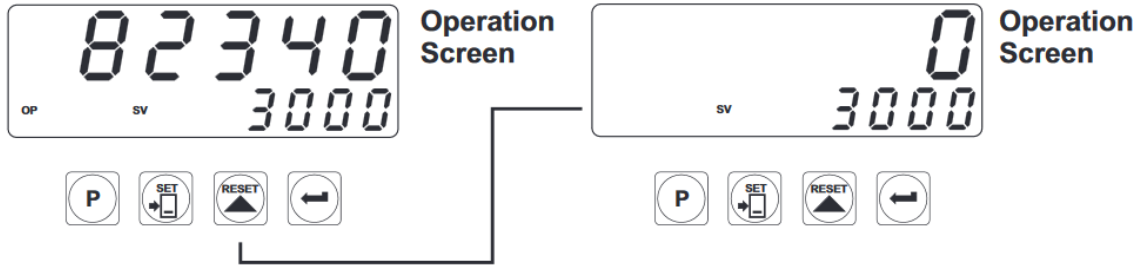 82340
Operation
Screen
OP SV 3000
P SET RESET
0
Operation
Screen
SV 3000
P SET RESET